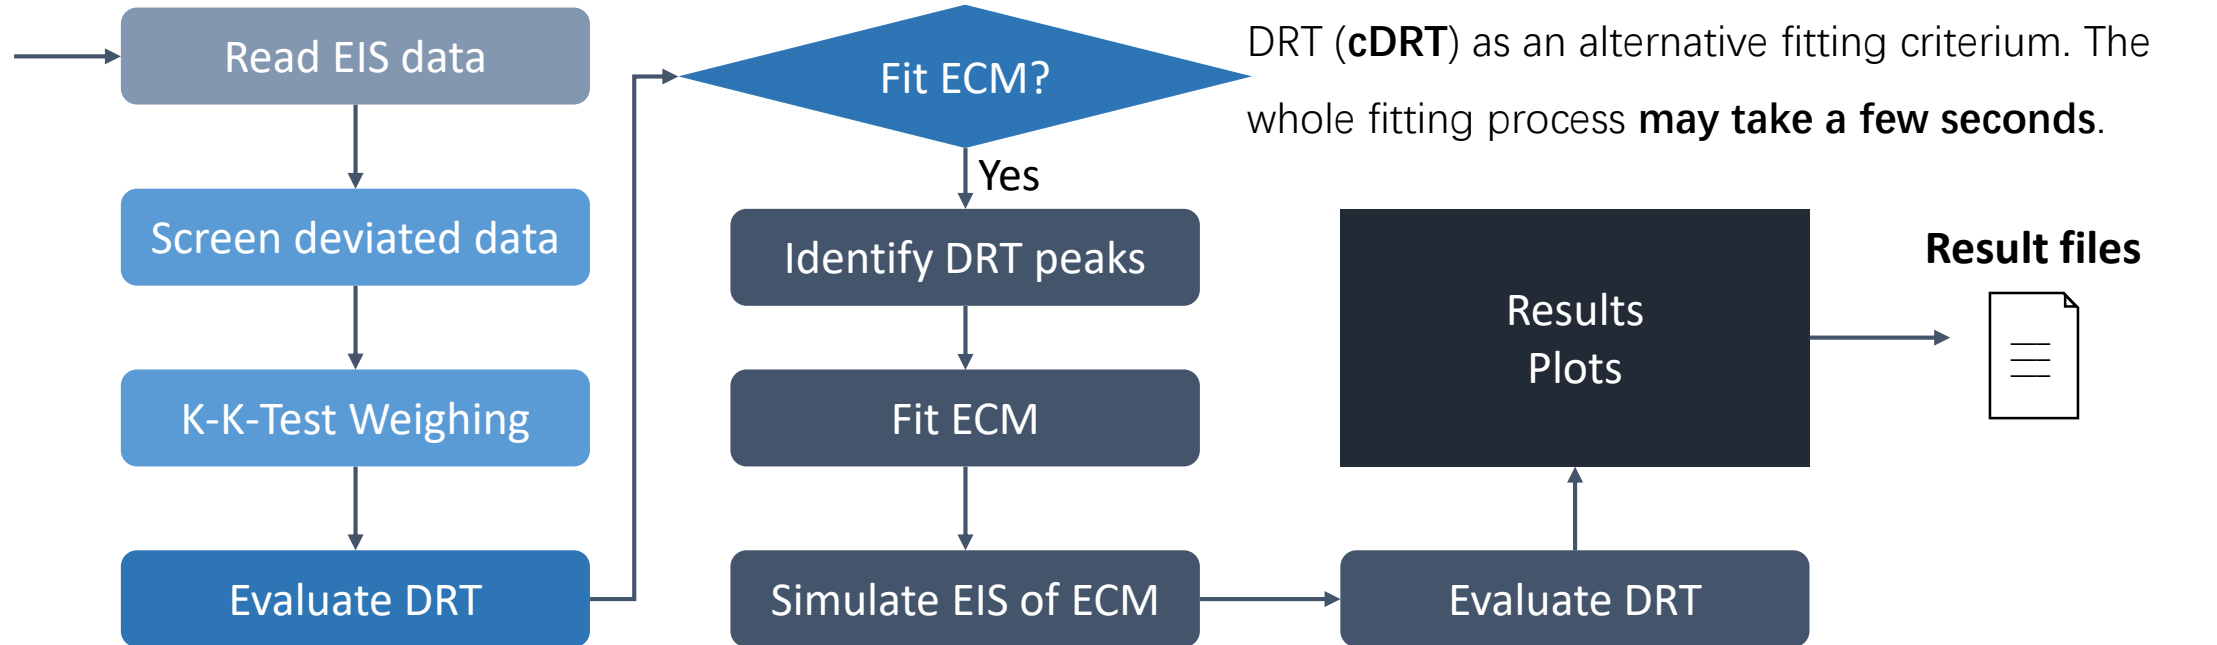 Read EIS data
Screen deviated data
K-K-Test Weighing
Evaluate DRT
Fit ECM?
Yes
Identify DRT peaks
Fit ECM
Simulate EIS of ECM
DRT (cDRT) as an alternative fitting criterium. The
whole fitting process may take a few seconds.
Evaluate DRT
Results
Plots
Result files